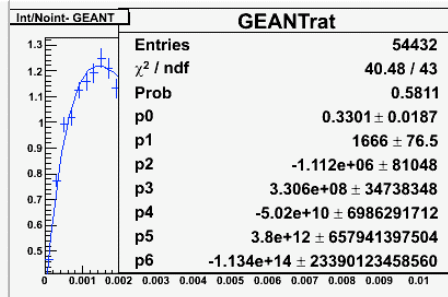 Int/Noint- GEANT
GEANTrat
Entries 54432
χ² / ndf 40.48 / 43
Prob 0.5811
p0 0.3301 ± 0.0187
p1 1666 ± 76.5
p2 -1.112e+06 ± 81048
p3 3.306e+08 ± 34738348
p4 -5.02e+10 ± 6986291712
p5 3.8e+12 ± 657941397504
p6 -1.134e+14 ± 23390123458560
1.3
1.2
1.1
1
0.9
0.8
0.7
0.6
0.5
0 0.001 0.002 0.003 0.004 0.005 0.006 0.007 0.008 0.009 0.01